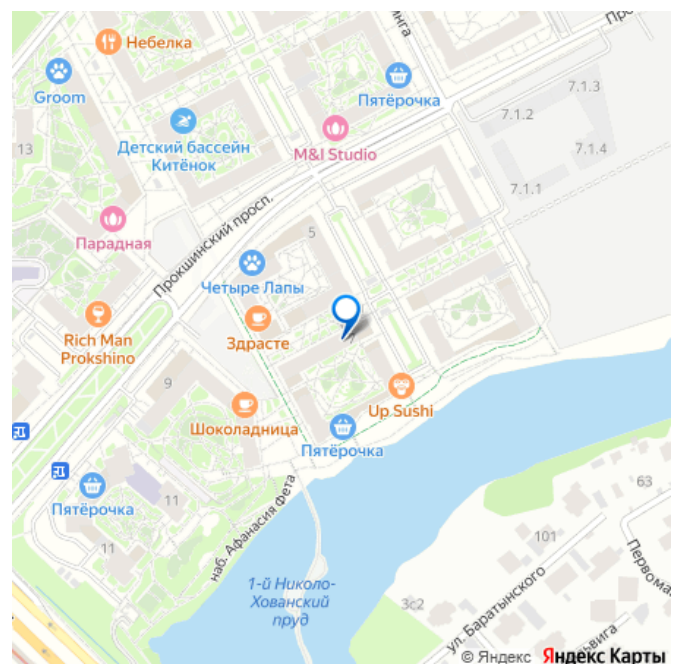 Небелка
Groom
Пятёрочка
7.1.3
7.1.2
Детский бассейн
Китёнок
13
M&I Studio
7.1.4
7.1.1
Парадная
Прокшинский просп.
5
Четыре Лапы
Rich Man
Prokshino
Здрасте
9
Up Sushi
Шоколадница
Пятёрочка
Пятёрочка
11
11
наб. Афанасия Фета
63
101
1-й Николо-
Хованский
пруд
3с2
ул. Баратынского
© Яндекс Яндекс Карты